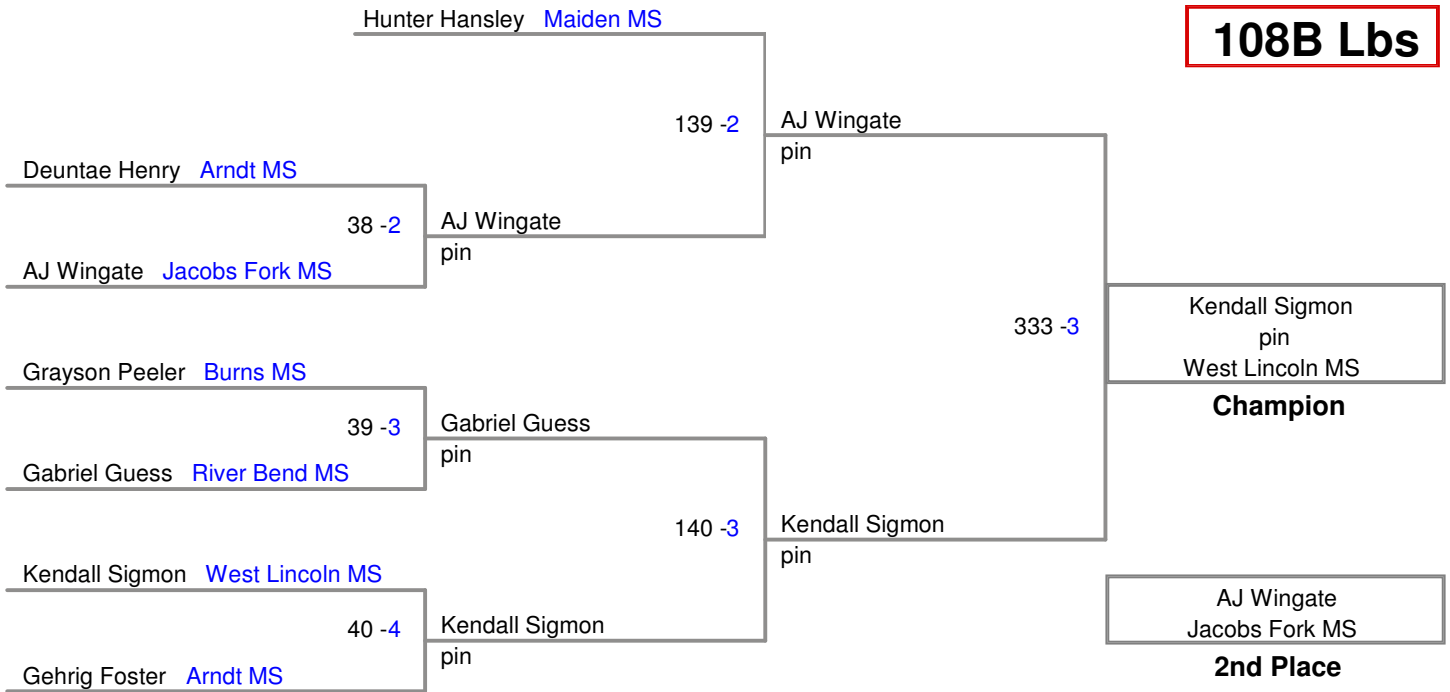 Hunter Hansley Maiden MS
108B Lbs
139 -2
AJ Wingate
pin
Deuntae Henry Arndt MS
38 -2
AJ Wingate
pin
AJ Wingate Jacobs Fork MS
333 -3
Kendall Sigmon
pin
West Lincoln MS
Champion
Grayson Peeler Burns MS
39 -3
Gabriel Guess
pin
Gabriel Guess River Bend MS
140 -3
Kendall Sigmon
pin
Kendall Sigmon West Lincoln MS
40 -4
Kendall Sigmon
pin
Gehrig Foster Arndt MS
AJ Wingate
Jacobs Fork MS
2nd Place